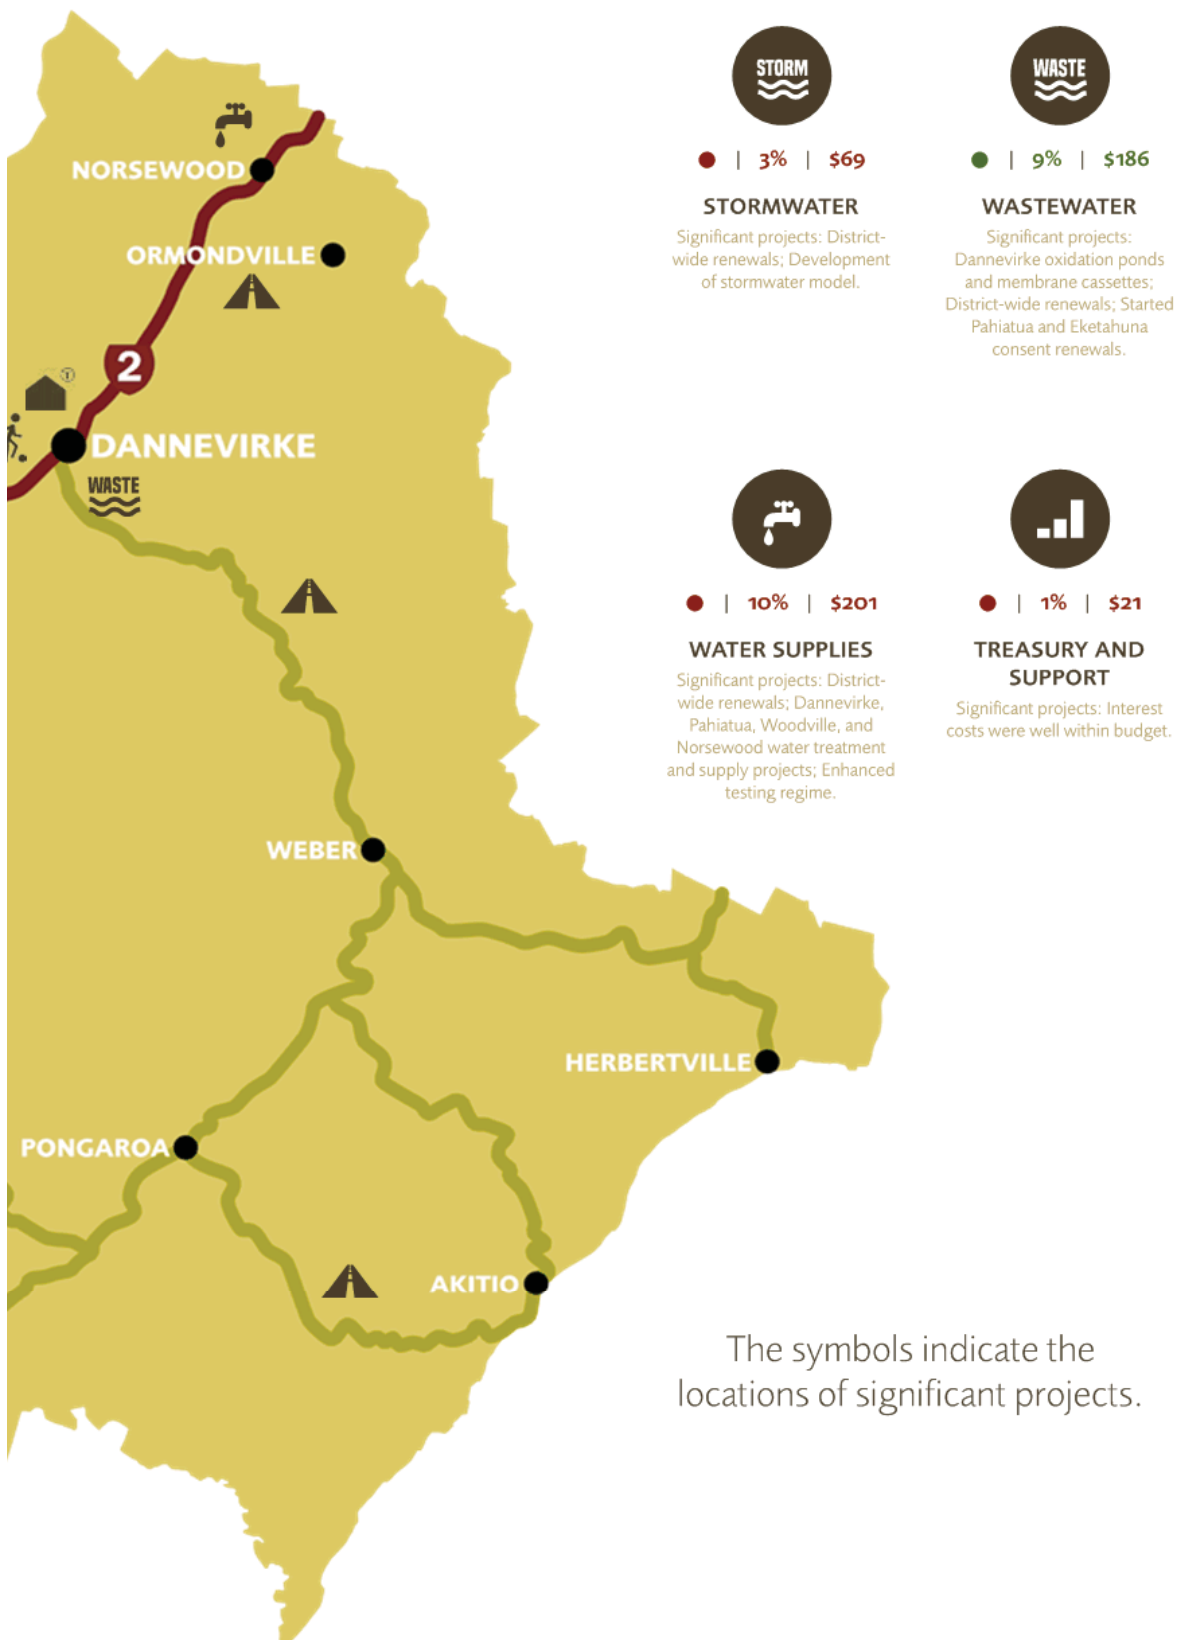 NORSEWOOD
ORMONDVILLE
2
DANNEVIRKE
WASTE
WEBER
HERBERTVILLE
PONGAROA
AKITIO
STORM
| 3% | $69
STORMWATER
Significant projects: District-
wide renewals; Development
of stormwater model.
WASTE
| 9% | $186
WASTEWATER
Significant projects:
Dannevirke oxidation ponds
and membrane cassettes;
District-wide renewals; Started
Pahiatua and Eketahuna
consent renewals.
| 10% | $201
WATER SUPPLIES
Significant projects: District-
wide renewals; Dannevirke,
Pahiatua, Woodville, and
Norsewood water treatment
and supply projects; Enhanced
testing regime.
| 1% | $21
TREASURY AND
SUPPORT
Significant projects: Interest
costs were well within budget.
The symbols indicate the
locations of significant projects.